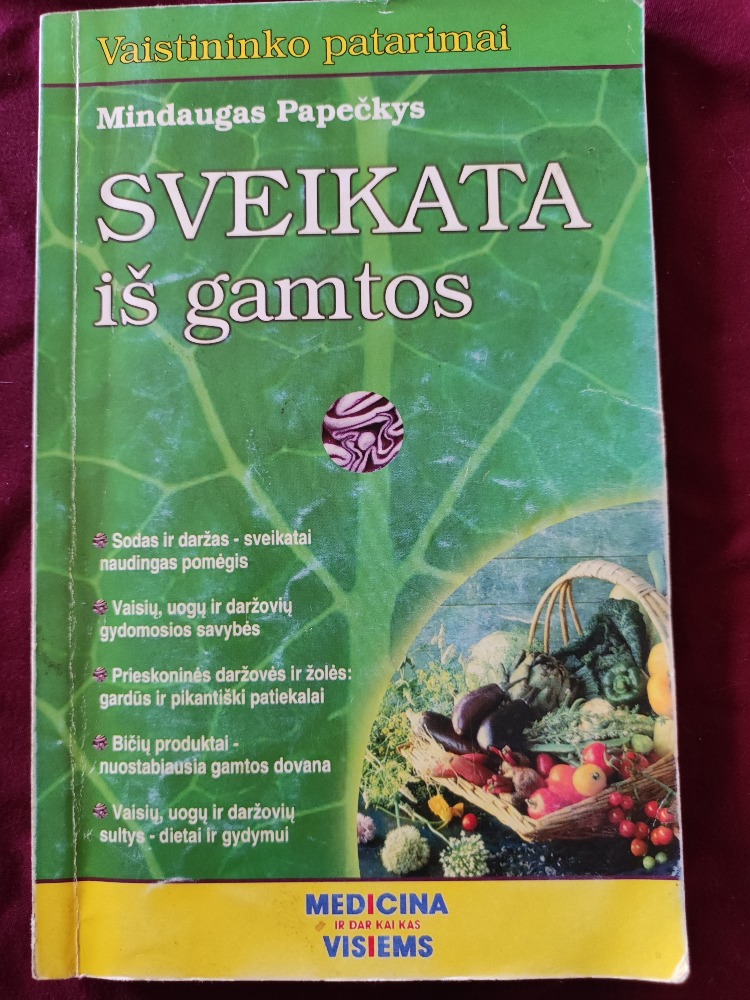 Vaistininko patarimai
Mindaugas Papečkys
SVEIKATA
iš gamtos
Sodas ir daržas - sveikatai
naudingas pomėgis
Vaisių, uogų ir daržovių
gydomosios savybės
Prieskoninės daržovės ir žolės:
gardūs ir pikantiški patiekalai
Bičių produktai -
nuostabiausia gamtos dovana
Vaisių, uogų ir daržovių
sultys - dietai ir gydymui
MEDICINA
IR DAR KAI KAS
VISIEMS